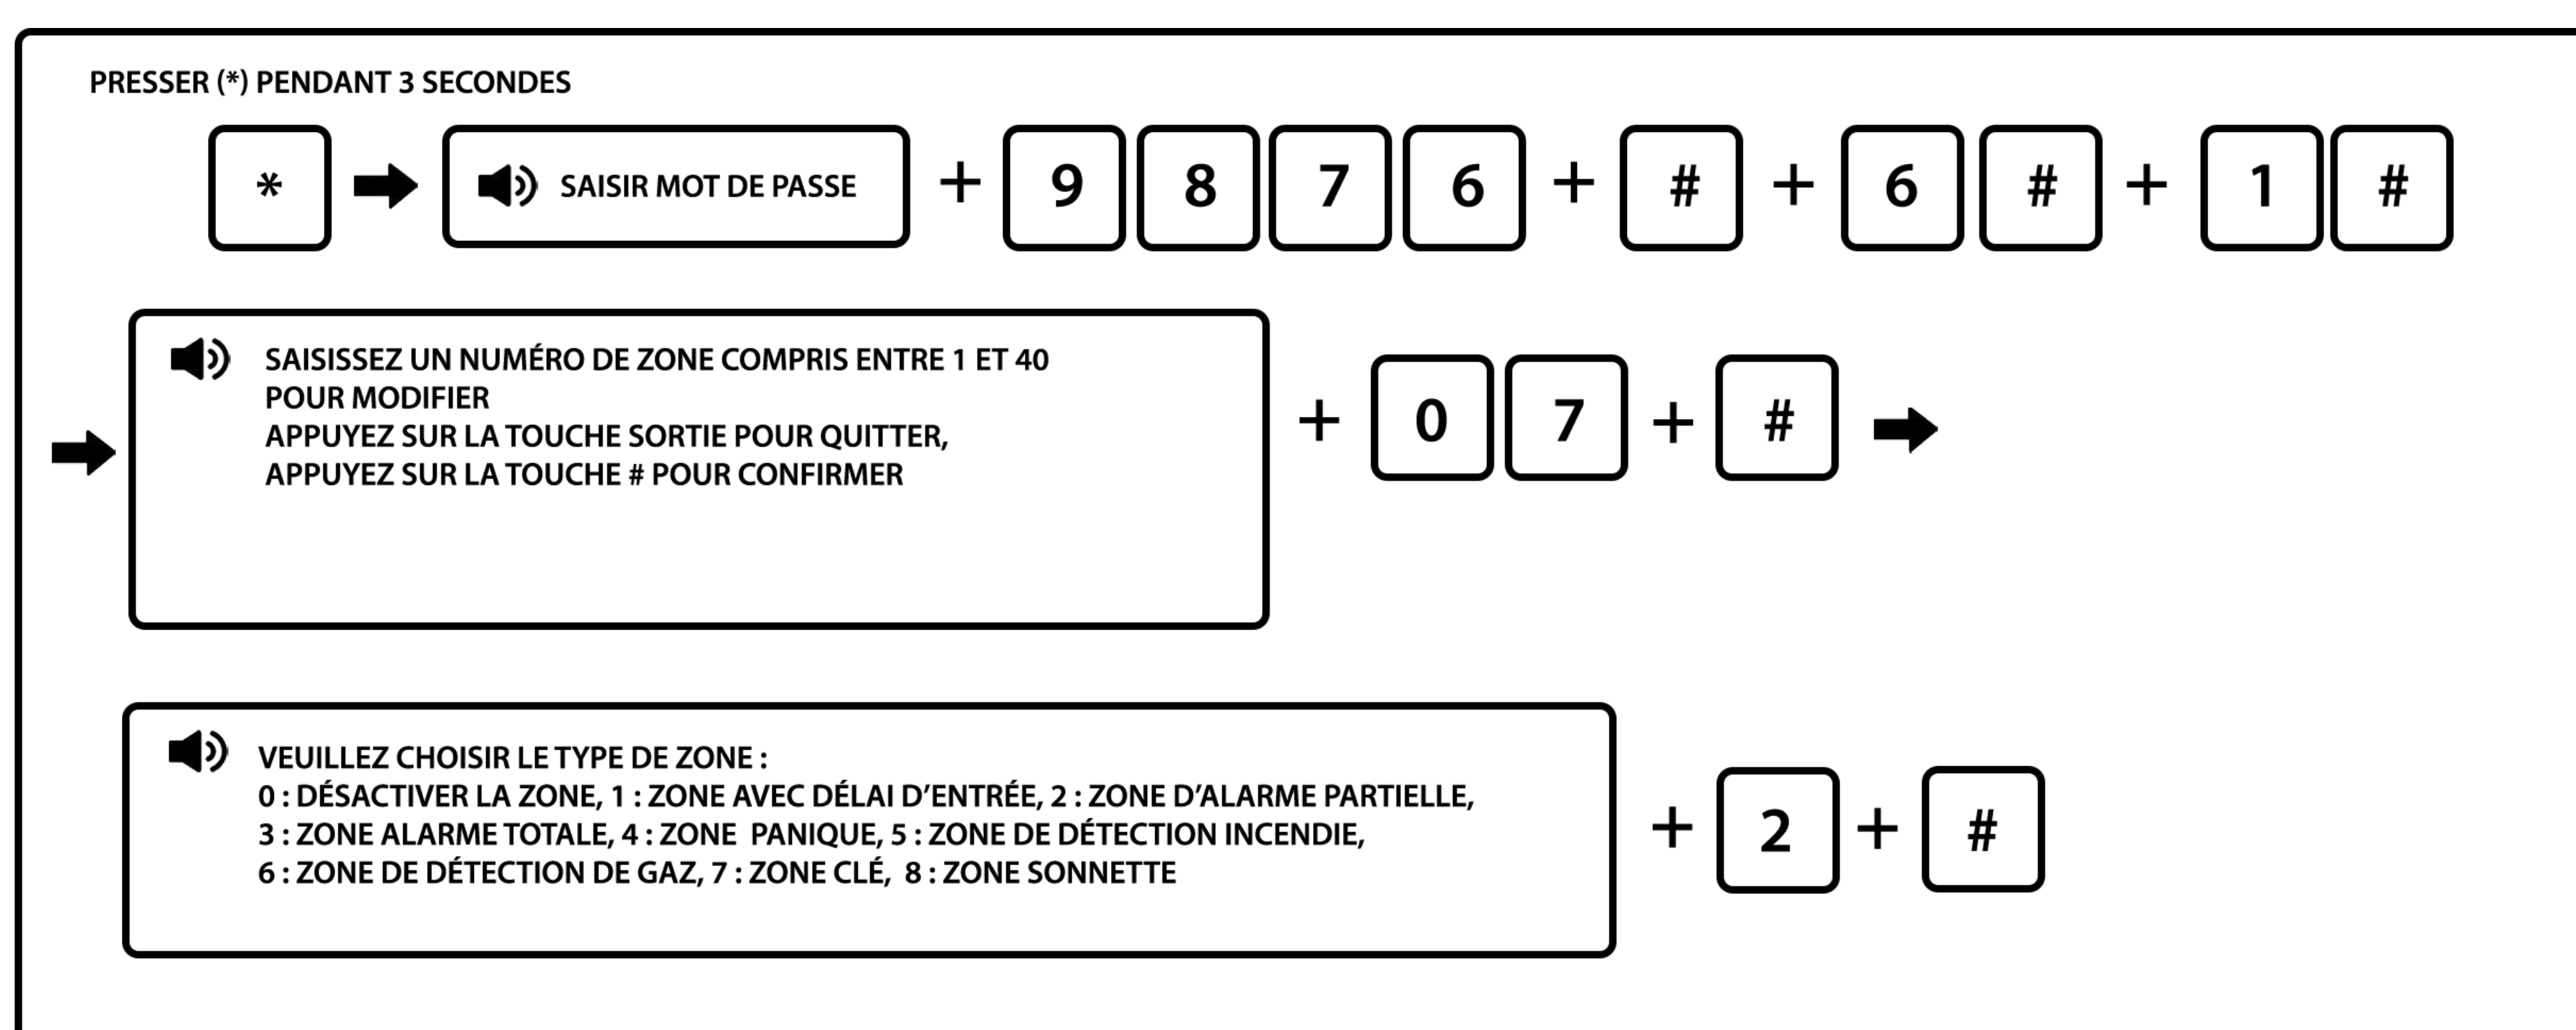 PRESSER (*) PENDANT 3 SECONDES
* SAISIR MOT DE PASSE + 9 8 7 6 + # + 6 # + 1 #
SAISISSEZ UN NUMÉRO DE ZONE COMPRIS ENTRE 1 ET 40
POUR MODIFIER
APPUYEZ SUR LA TOUCHE SORTIE POUR QUITTER,
APPUYEZ SUR LA TOUCHE # POUR CONFIRMER
+ 0 7 + #
VEUILLEZ CHOISIR LE TYPE DE ZONE :
0 : DÉSACTIVER LA ZONE, 1 : ZONE AVEC DÉLAI D’ENTRÉE, 2 : ZONE D’ALARME PARTIELLE,
3 : ZONE ALARME TOTALE, 4 : ZONE PANIQUE, 5 : ZONE DE DÉTECTION INCENDIE,
6 : ZONE DE DÉTECTION DE GAZ, 7 : ZONE CLÉ, 8 : ZONE SONNETTE
+ 2 + #